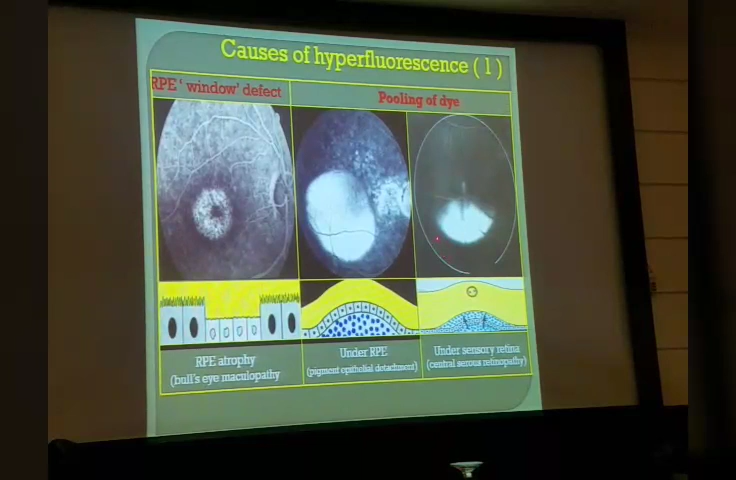 Causes of hyperfluorescence ( 1 )
RPE ‘ window’ defect
Pooling of dye
RPE atrophy
(bull's eye maculopathy
Under RPE
(pigment epithelial detachment)
Under sensory retina
(central serous retinopathy)